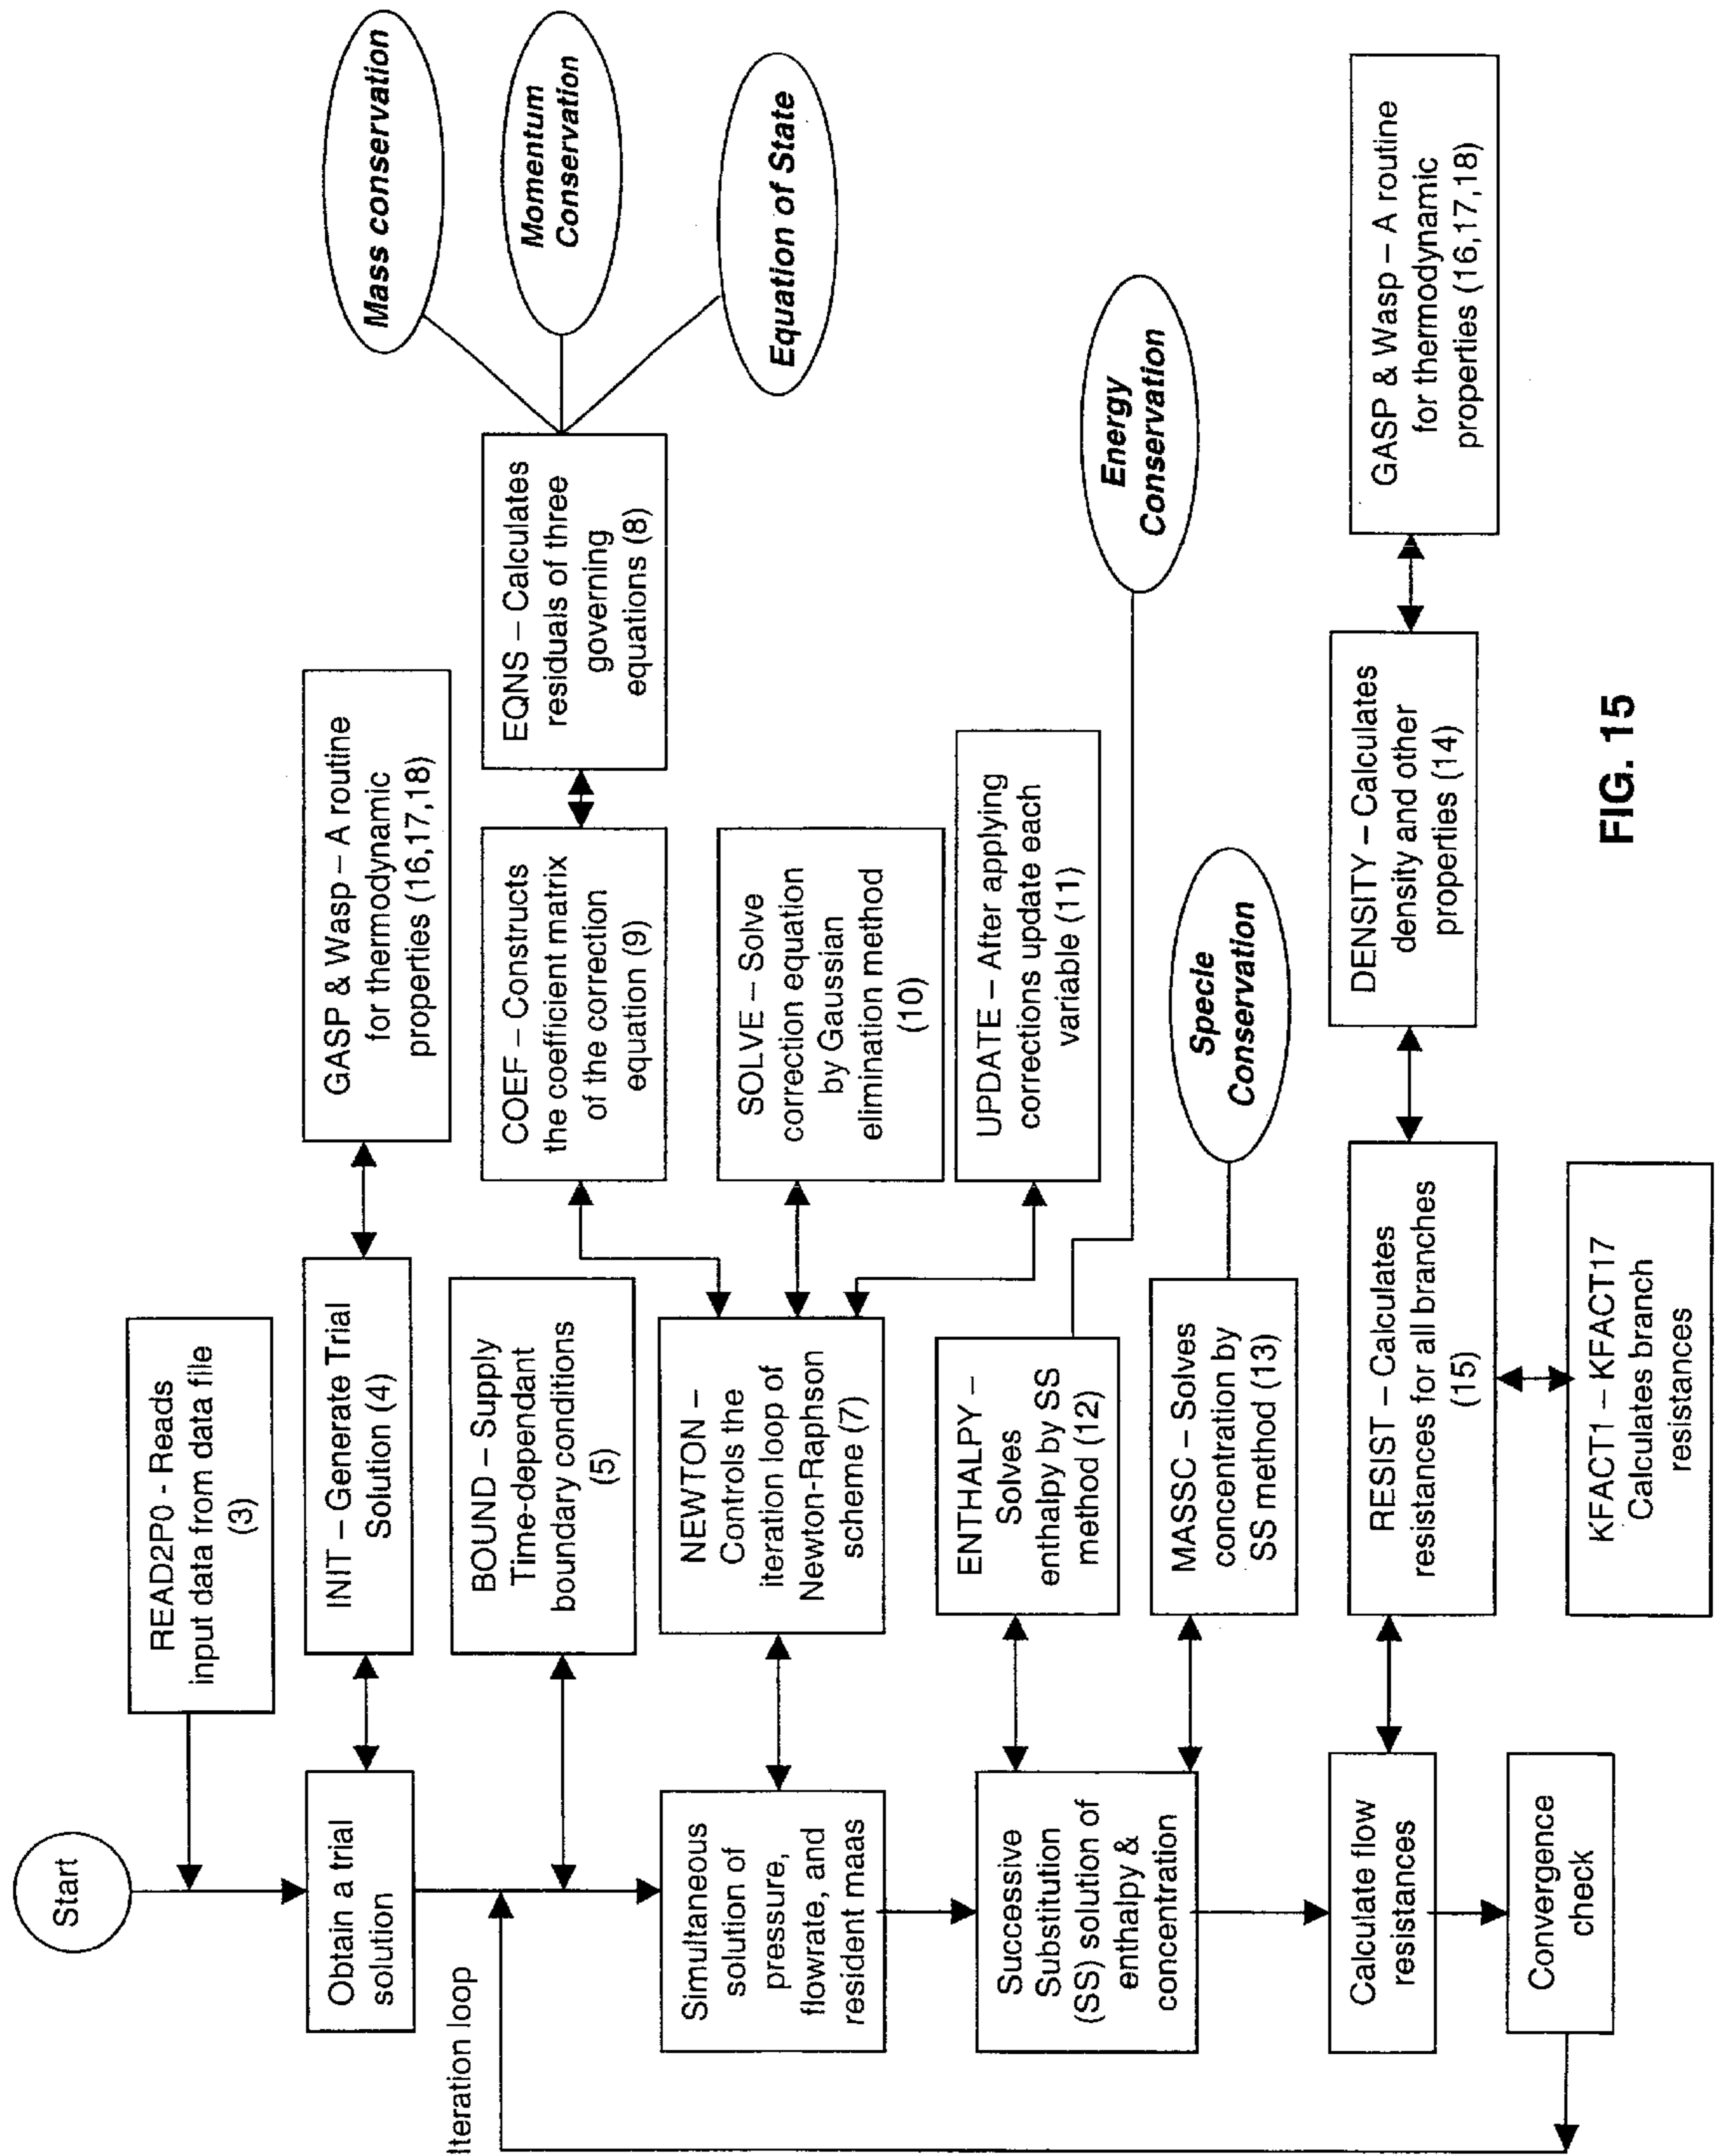 Start
READ2P0 - Reads
input data from data file
(3)
Obtain a trial
solution
INIT – Generate Trial
Solution (4)
GASP & Wasp – A routine
for thermodynamic
properties (16,17,18)
Mass conservation
Iteration loop
BOUND – Supply
Time-dependant
boundary conditions
(5)
COEF – Constructs
the coefficient matrix
of the correction
equation (9)
EQNS – Calculates
residuals of three
governing
equations (8)
Momentum
Conservation
Simultaneous
solution of
pressure,
flowrate, and
resident maas
NEWTON –
Controls the
iteration loop of
Newton-Raphson
scheme (7)
SOLVE – Solve
correction equation
by Gaussian
elimination method
(10)
Equation of State
UPDATE – After applying
corrections update each
variable (11)
Successive
Substitution
(SS) solution of
enthalpy &
concentration
ENTHALPY –
Solves
enthalpy by SS
method (12)
Energy
Conservation
MASSC – Solves
concentration by
SS method (13)
Specie
Conservation
Calculate flow
resistances
RESIST – Calculates
resistances for all branches
(15)
DENSITY – Calculates
density and other
properties (14)
GASP & Wasp – A routine
for thermodynamic
properties (16,17,18)
Convergence
check
KFACT1 – KFACT17
Calculates branch
resistances
FIG. 15